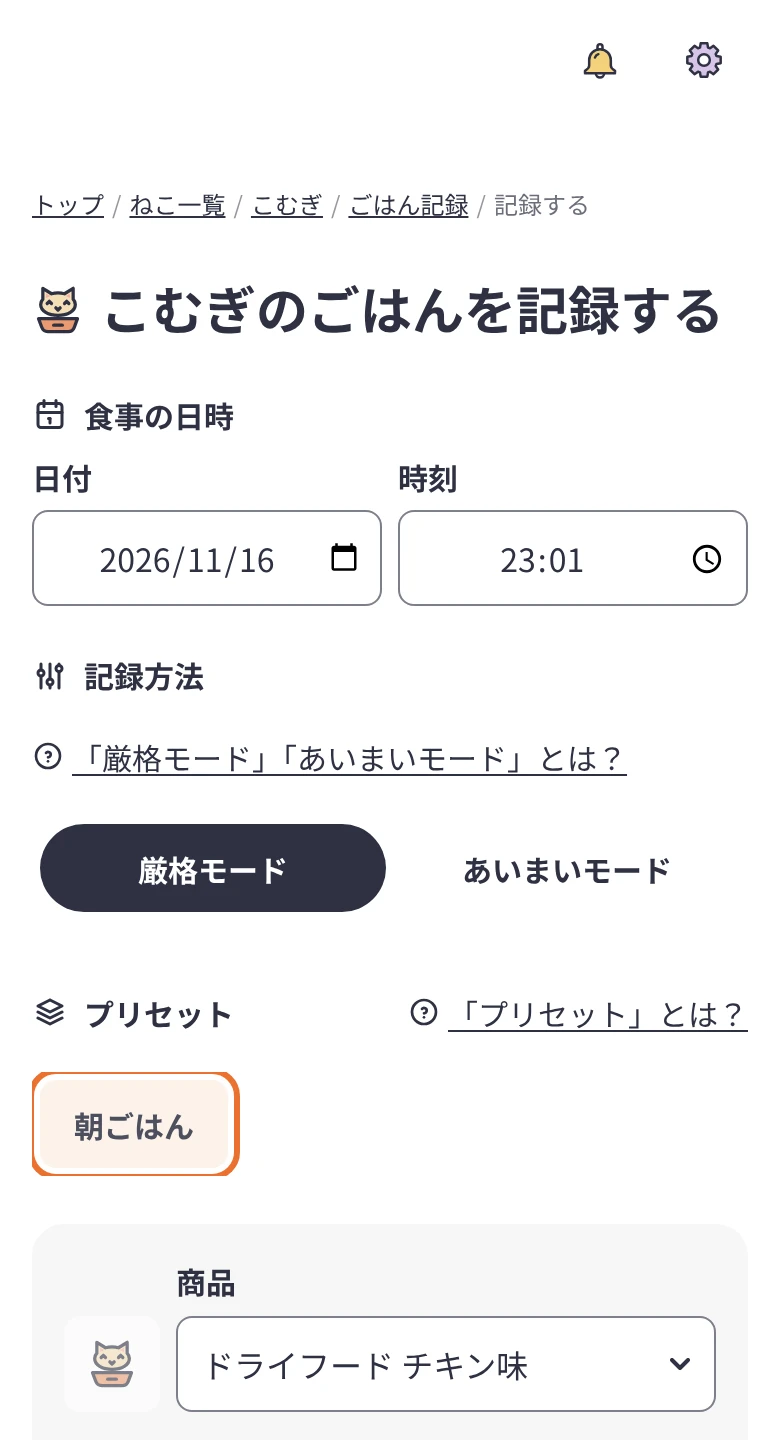 トップ / ねこ一覧 / こむぎ / ごはん記録 / 記録する
こむぎのごはんを記録する
食事の日時
日付 時刻
2026/11/16 23:01
記録方法
「厳格モード」「あいまいモード」とは？
厳格モード あいまいモード
プリセット 「プリセット」とは？
朝ごはん
商品
ドライフード チキン味